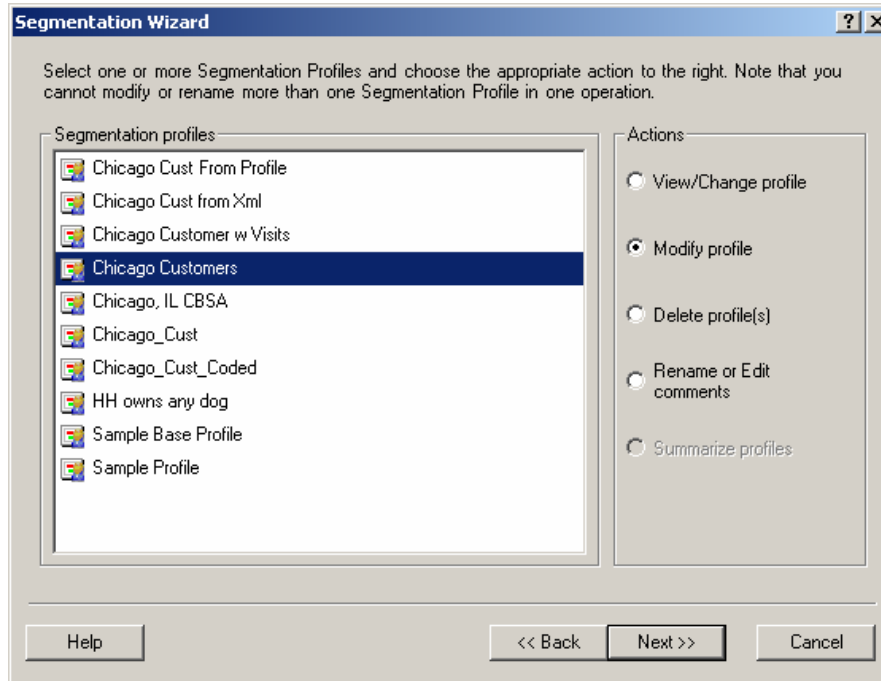 Segmentation Wizard
Select one or more Segmentation Profiles and choose the appropriate action to the right. Note that you
cannot modify or rename more than one Segmentation Profile in one operation.
Segmentation profiles
Chicago Cust From Profile
Chicago Cust from Xml
Chicago Customer w Visits
Chicago Customers
Chicago, IL CBSA
Chicago_Cust
Chicago_Cust_Coded
HH owns any dog
Sample Base Profile
Sample Profile
Actions
View/Change profile
Modify profile
Delete profile(s)
Rename or Edit
comments
Summarize profiles
Help
<< Back
Next >>
Cancel